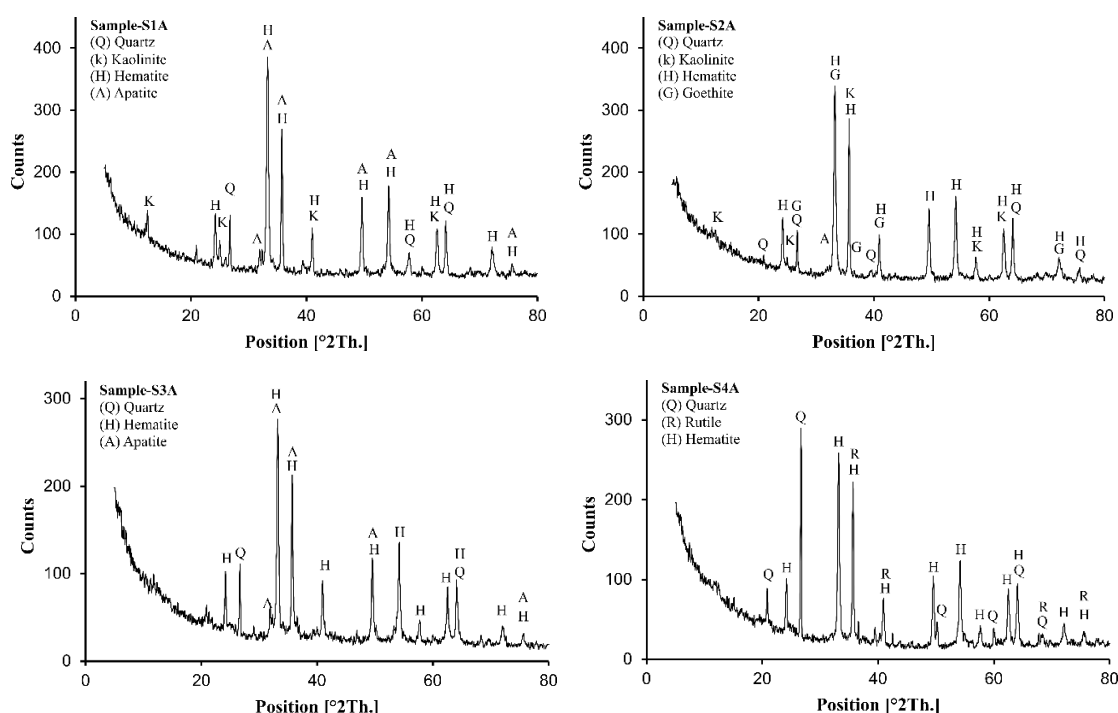 Sample-S1A
(Q) Quartz
(k) Kaolinite
(H) Hematite
(A) Apatite
400
300
200
100
0
Counts
K
H
K
Q
A
H
A
A
H
H
K
A
H
A
H
H
Q
H
K
H
Q
H
A
H
0
20
40
60
80
Position [°2Th.]
Sample-S2A
(Q) Quartz
(k) Kaolinite
(H) Hematite
(G) Goethite
400
300
200
100
0
Counts
K
Q
H
K
G
Q
A
H
G
K
H
G
Q
H
G
H
H
H
K
H
K
H
Q
H
G
H
Q
0
20
40
60
80
Position [°2Th.]
Sample-S3A
(Q) Quartz
(H) Hematite
(A) Apatite
300
200
100
0
Counts
H
Q
A
H
A
A
H
H
A
H
H
H
H
H
Q
H
A
H
0
20
40
60
80
Position [°2Th.]
Sample-S4A
(Q) Quartz
(R) Rutile
(H) Hematite
300
200
100
0
Counts
Q
H
Q
H
R
H
R
H
H
Q
H
H
Q
H
H
Q
R
Q
H
R
H
0
20
40
60
80
Position [°2Th.]